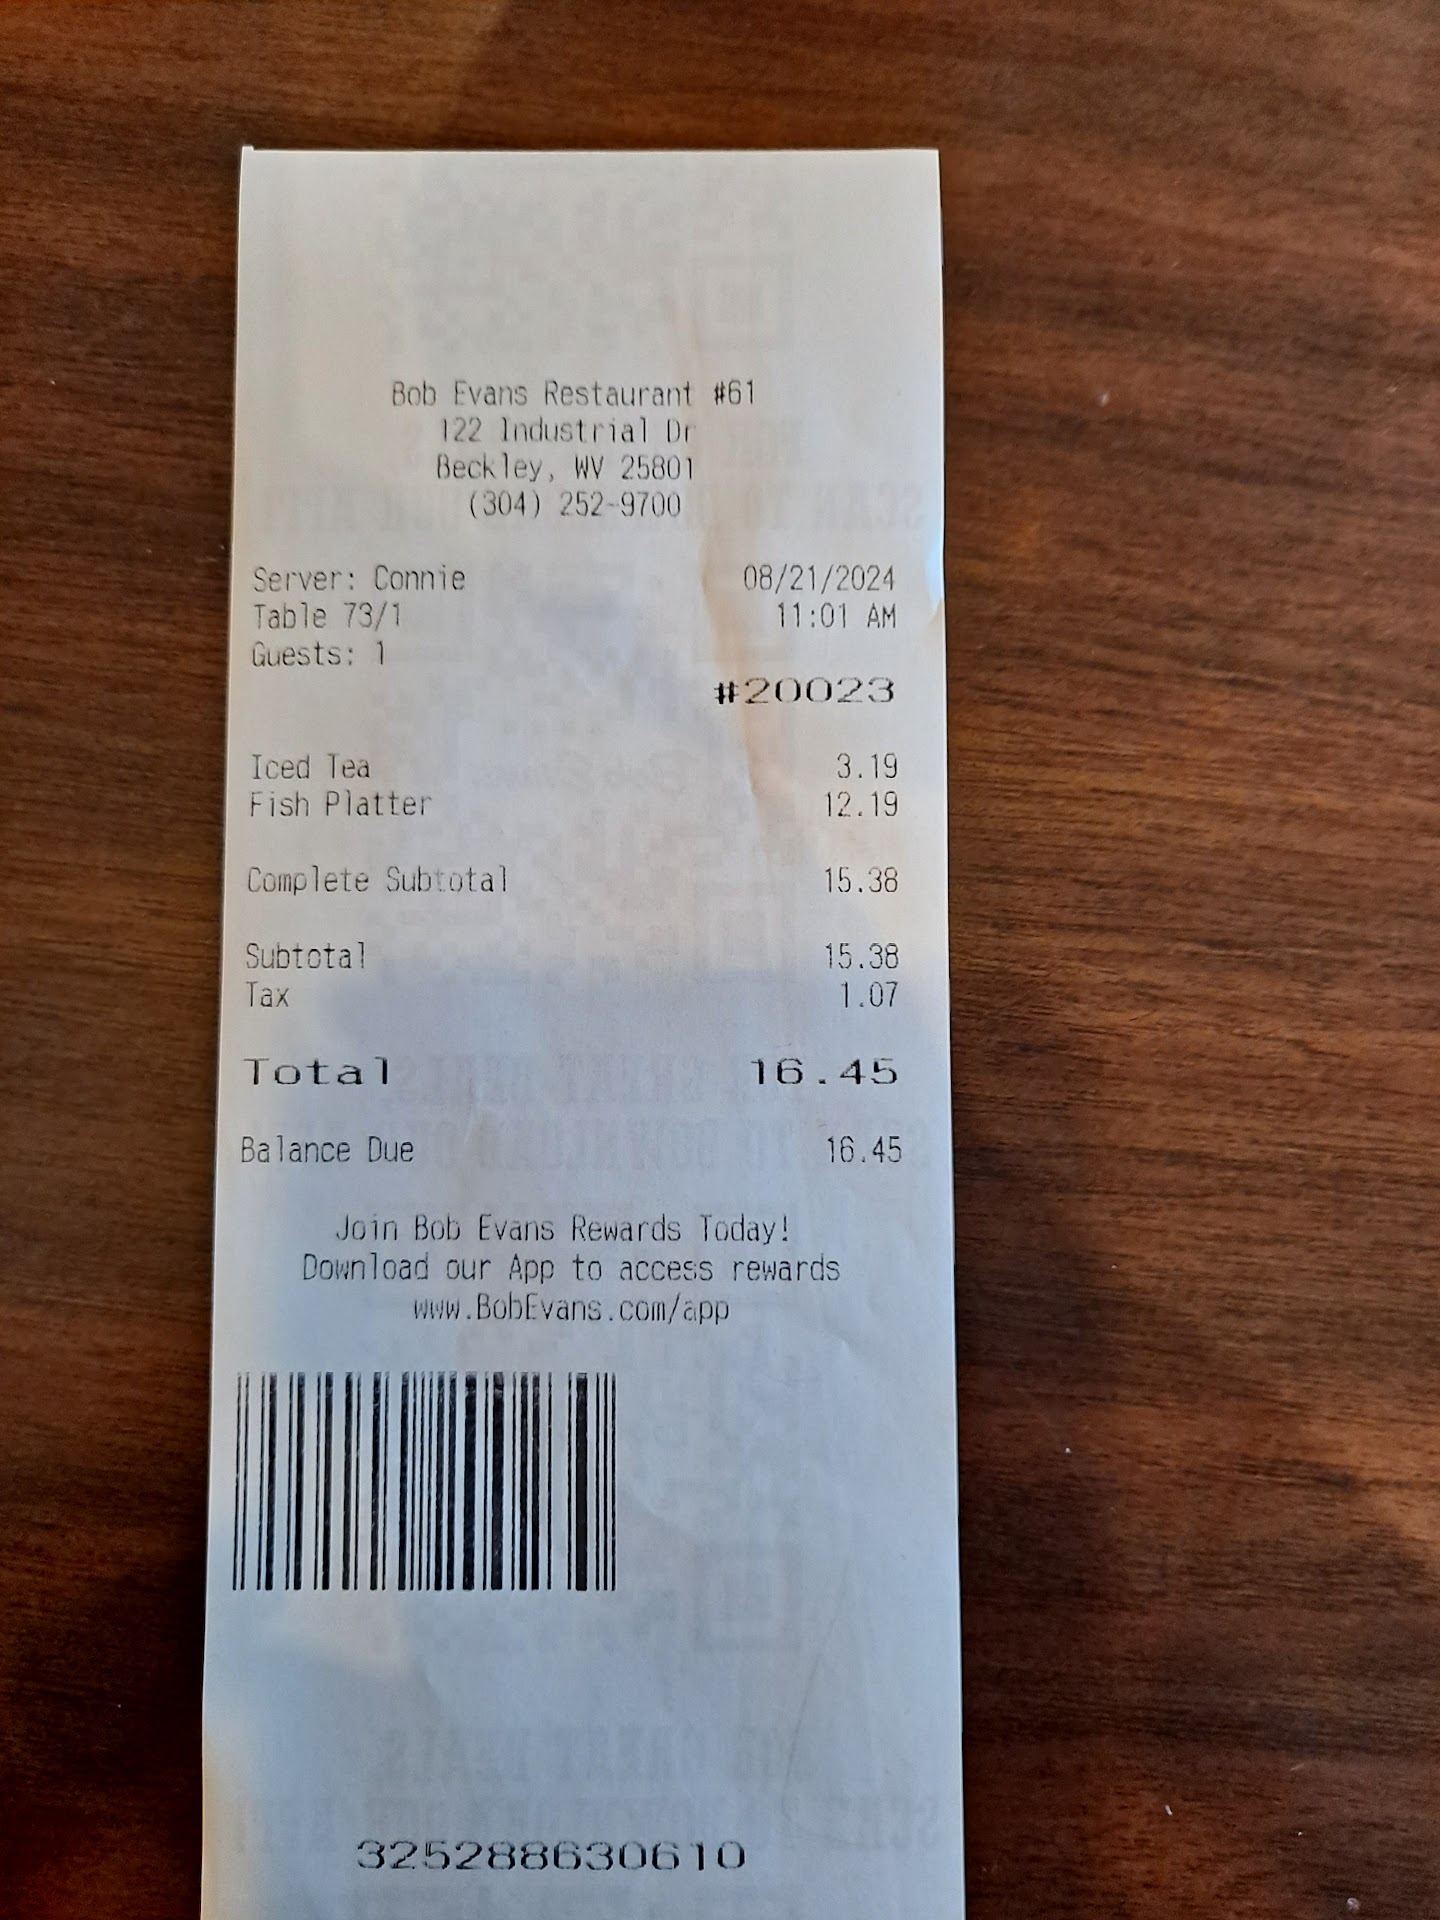 Bob Evans Restaurant #61
122 Industrial Dr
Beckley, WV 25801
(304) 252-9700
Server: Connie 08/21/2024
Table 73/1 11:01 AM
Guests: 1
#20023
Iced Tea 3.19
Fish Platter 12.19
Complete Subtotal 15.38
Subtotal 15.38
Tax 1.07
Total 16.45
Balance Due 16.45
Join Bob Evans Rewards Today!
Download our App to access rewards
www.BobEvans.com/app
325288630610